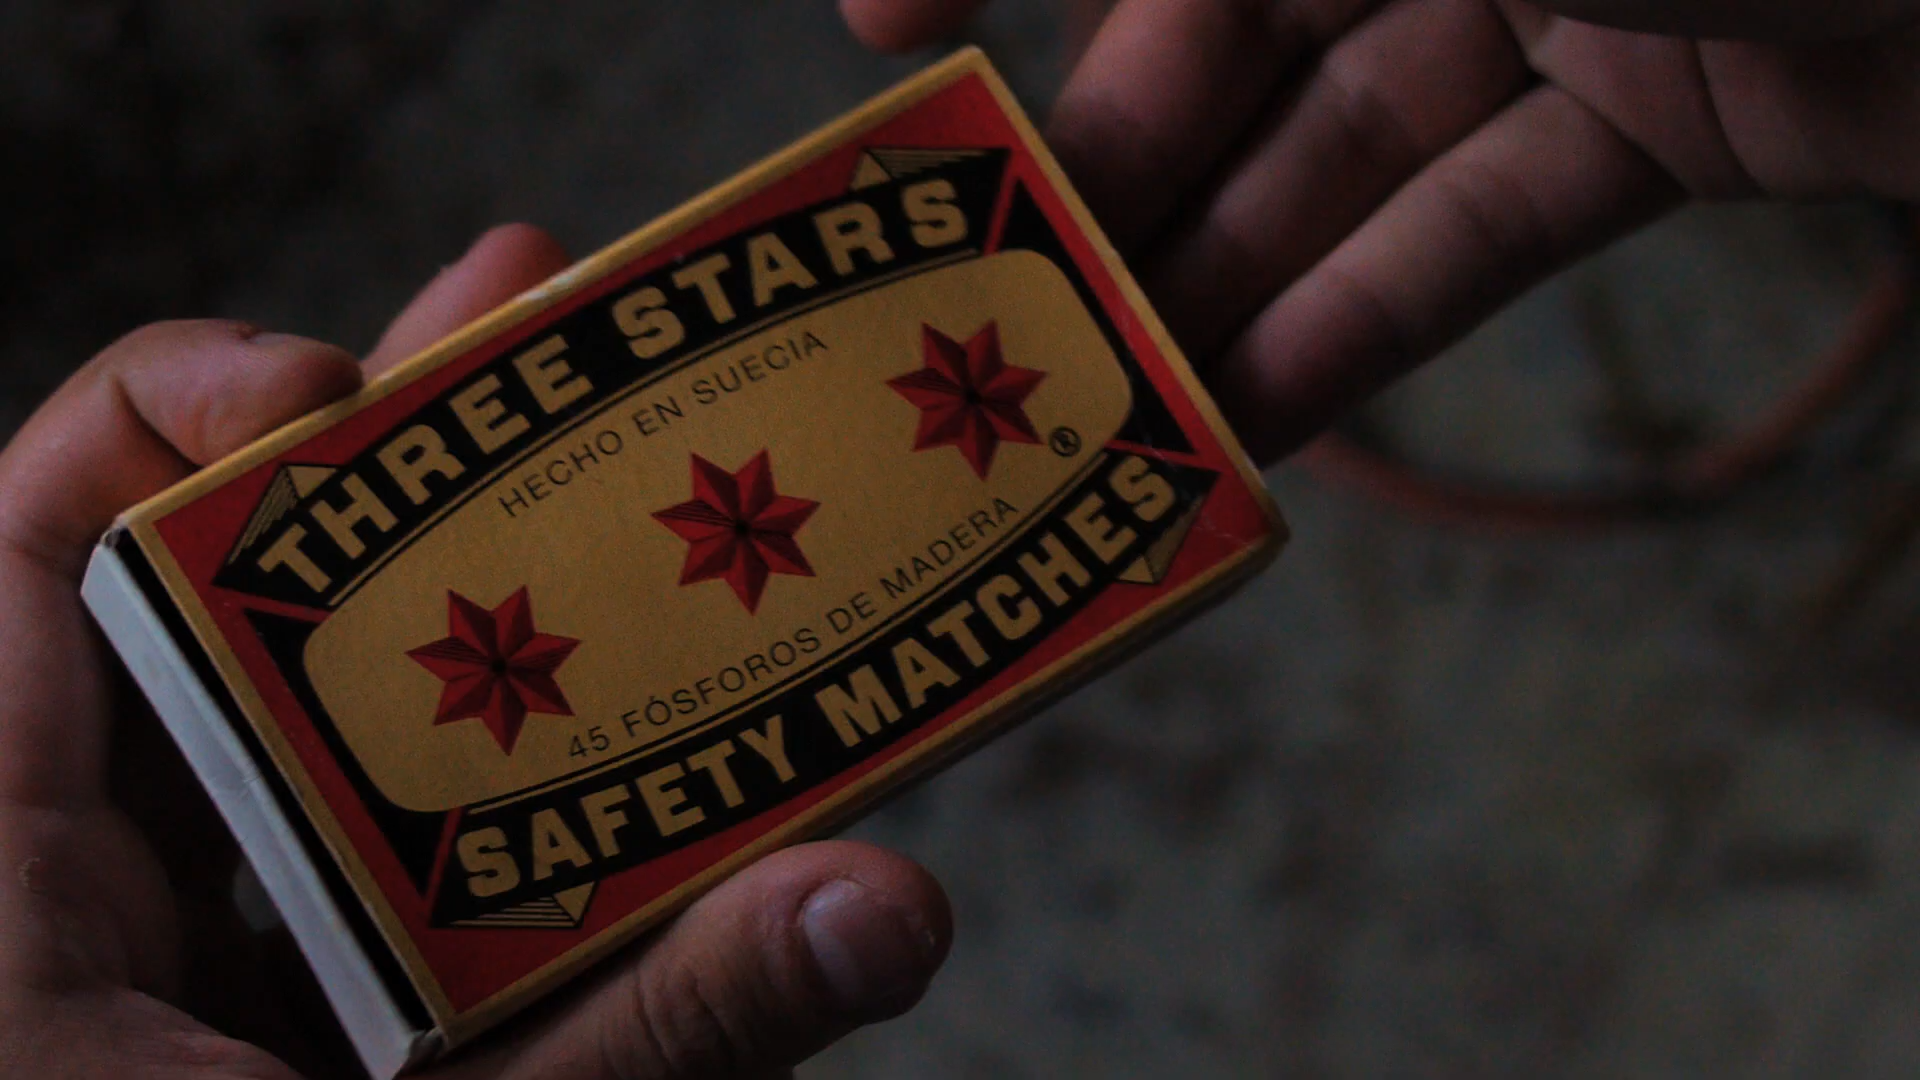 THREE STARS
HECHO EN SUECIA
®
45 FÓSFOROS DE MADERA
SAFETY MATCHES